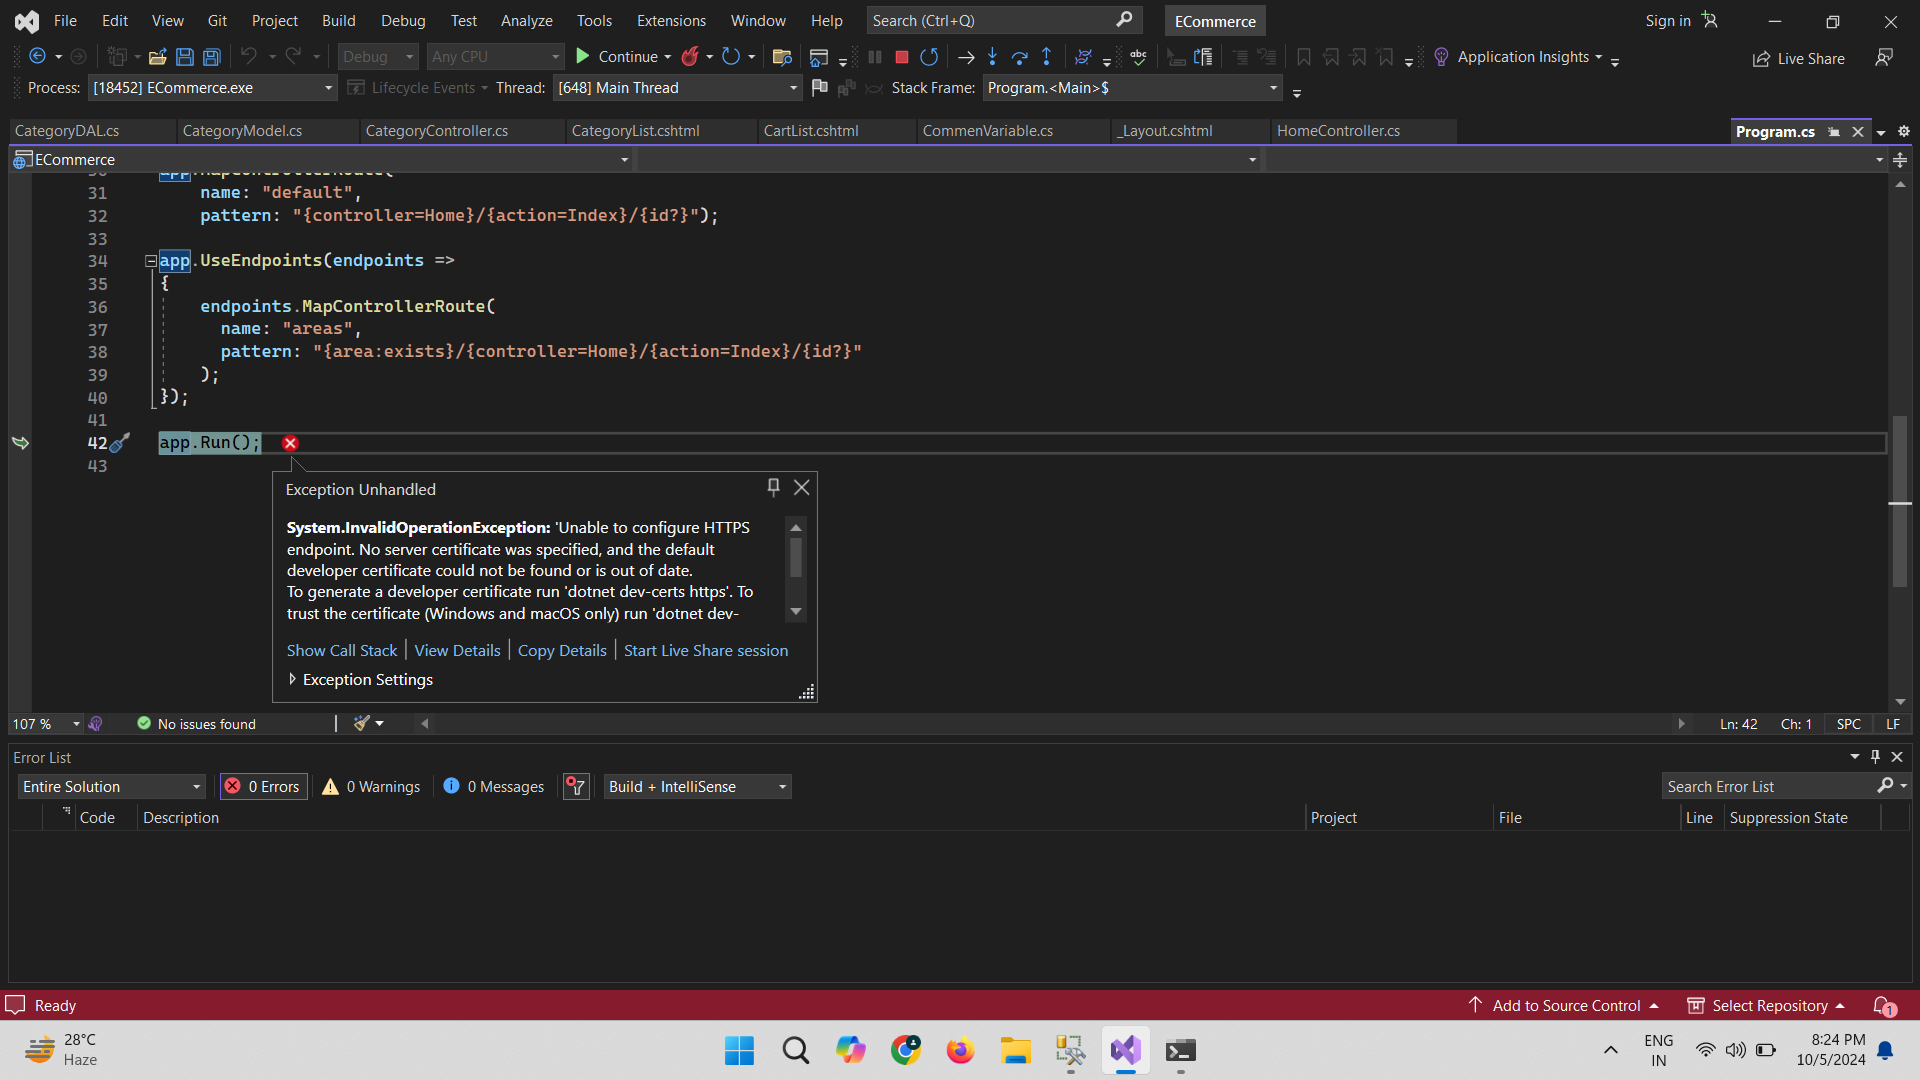 File Edit View Git Project Build Debug Test Analyze Tools Extensions Window Help Search (Ctrl+Q) ECommerce Sign in
Debug Any CPU Continue Application Insights Live Share
Process: [18452] ECommerce.exe Lifecycle Events Thread: [648] Main Thread Stack Frame: Program.<Main>$
CategoryDAL.cs CategoryModel.cs CategoryController.cs CategoryList.cshtml CartList.cshtml CommenVariable.cs _Layout.cshtml HomeController.cs Program.cs
ECommerce
30 app.MapControllerRoute(
31 name: "default",
32 pattern: "{controller=Home}/{action=Index}/{id?}");
33
34 app.UseEndpoints(endpoints =>
35 {
36 endpoints.MapControllerRoute(
37 name: "areas",
38 pattern: "{area:exists}/{controller=Home}/{action=Index}/{id?}"
39 );
40 });
41
42 app.Run();
43
Exception Unhandled
System.InvalidOperationException: 'Unable to configure HTTPS
endpoint. No server certificate was specified, and the default
developer certificate could not be found or is out of date.
To generate a developer certificate run 'dotnet dev-certs https'. To
trust the certificate (Windows and macOS only) run 'dotnet dev-
Show Call Stack | View Details | Copy Details | Start Live Share session
Exception Settings
107 % No issues found Ln: 42 Ch: 1 SPC LF
Error List
Entire Solution 0 Errors 0 Warnings 0 Messages Build + IntelliSense Search Error List
Code Description Project File Line Suppression State
Ready Add to Source Control Select Repository 1
28°C
Haze
ENG
IN
8:24 PM
10/5/2024